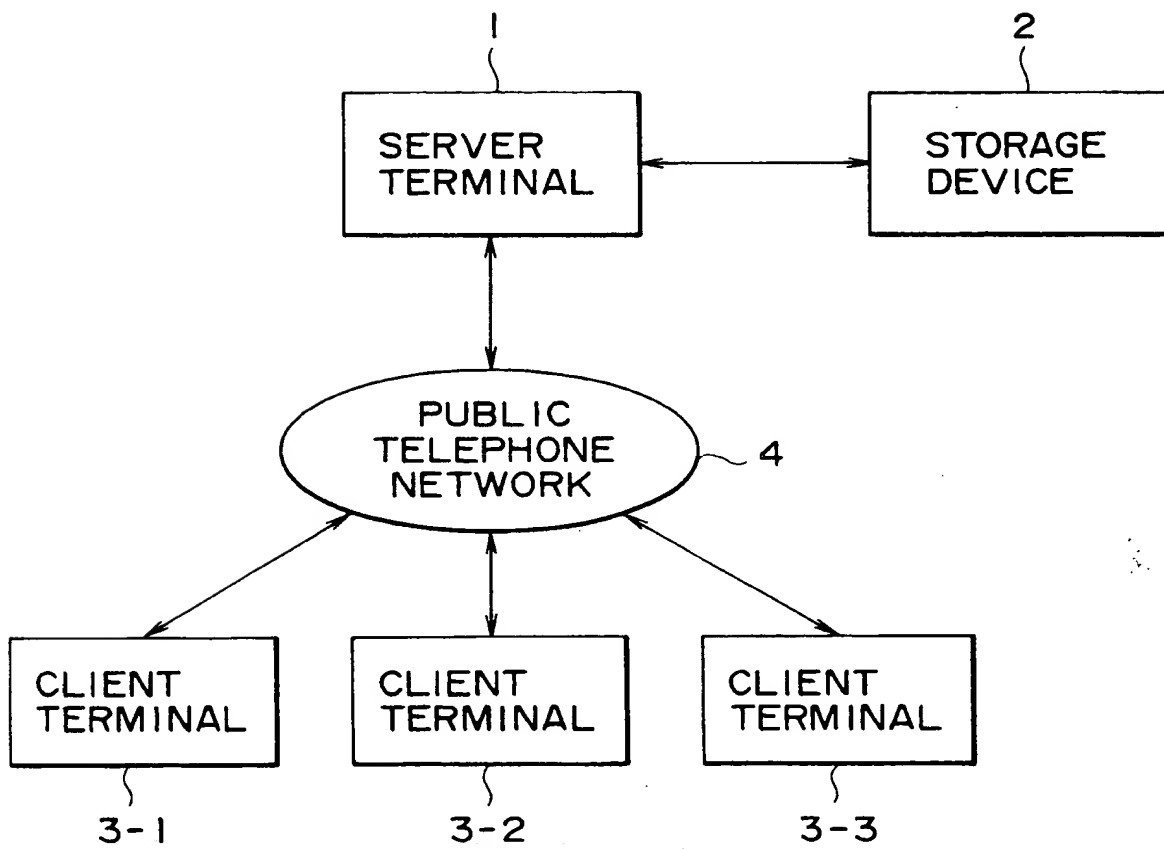 1
2
SERVER
TERMINAL
STORAGE
DEVICE
PUBLIC
TELEPHONE
NETWORK
4
CLIENT
TERMINAL
CLIENT
TERMINAL
CLIENT
TERMINAL
3-1
3-2
3-3